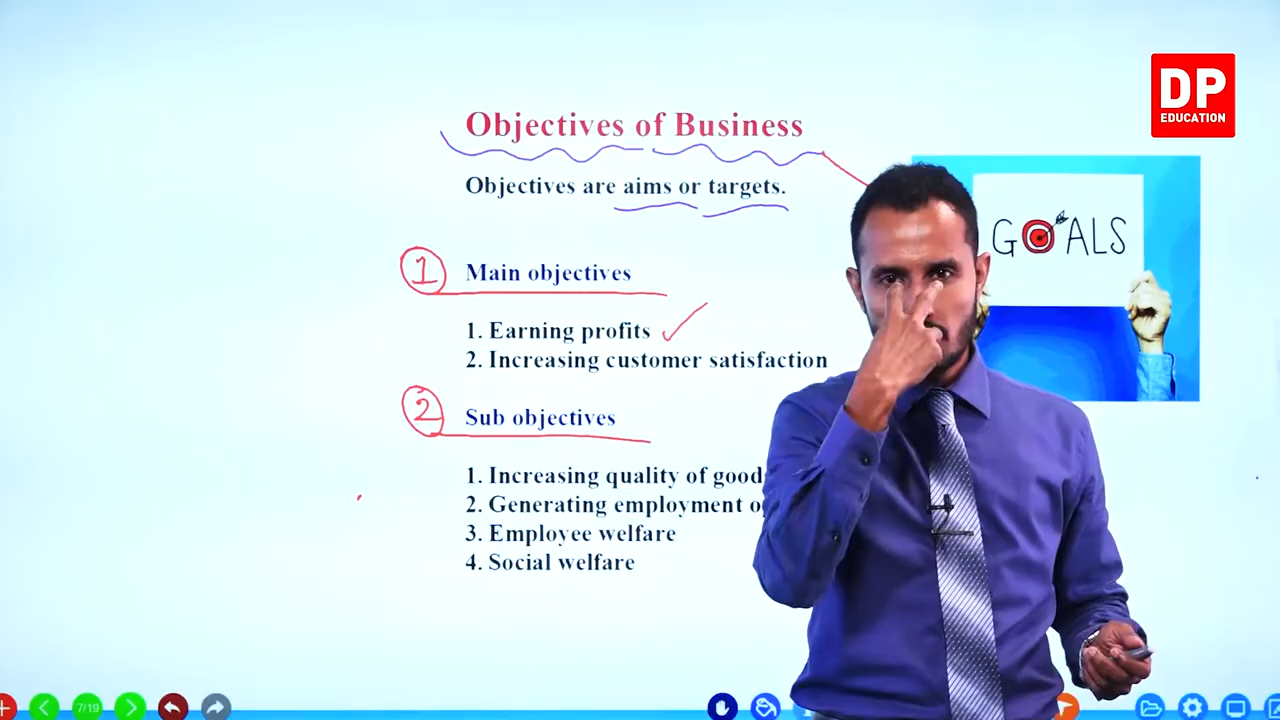 DP
EDUCATION
Objectives of Business
Objectives are aims or targets.
GOALS
1 Main objectives
1. Earning profits
2. Increasing customer satisfaction
2 Sub objectives
1. Increasing quality of
2. Generating employment
3. Employee welfare
4. Social welfare
7/19